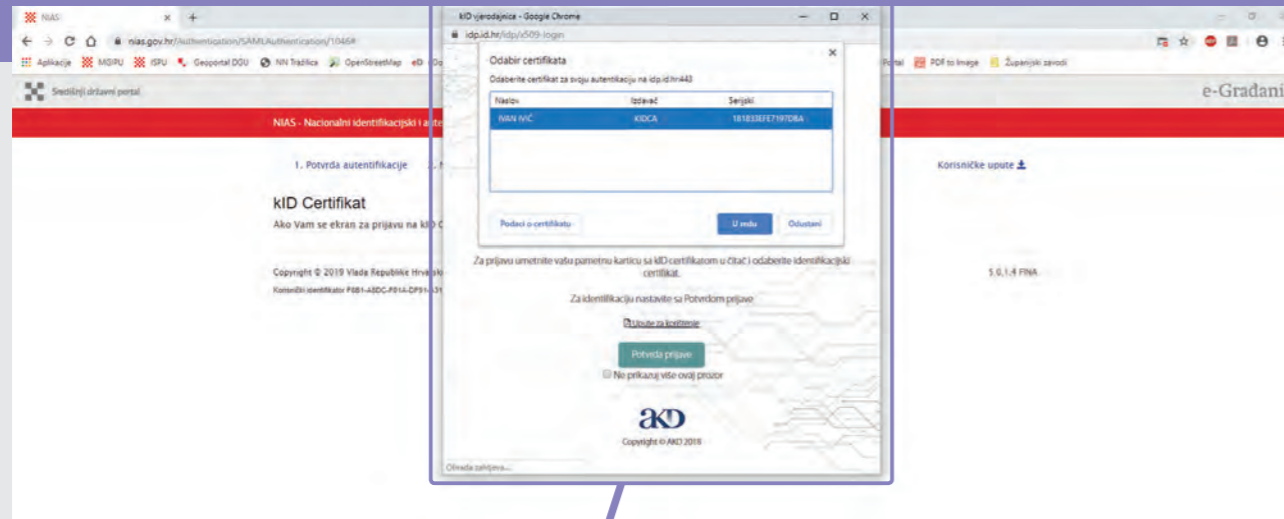 NIAS
nias.gov.hr/Authentication/SAMLAuthentication/1046#
Aplikacije MGIPU ISPU Geoportal DGU NN Tražilica OpenStreetMap
PDF to Image Županijski zavodi
Središnji državni portal
e-Građani
NIAS - Nacionalni identifikacijski i
1. Potvrda autentifikacije
Korisničke upute
kID Certifikat
Ako Vam se ekran za prijavu na kID
Copyright © 2019 Vlada Republike
5.0.1.4 FINA
Korisnički identifikator
kID vjerodajnica - Google Chrome
idp.id.hr/idp/x509-login
Odabir certifikata
Odaberite certifikat za svoju autentikaciju na idp.id.hr:443
Naslov Izdavač Serijski
IVAN IVIĆ KIDCA
Podaci o certifikatu U redu Odustani
Za prijavu umetnite vašu pametnu karticu sa kID certifikatom u čitač i odaberite identifikacijski
certifikat.
Za identifikaciju nastavite sa Potvrdom prijave
Upute za korištenje
Potvrda prijave
Ne prikazuj više ovaj prozor
AKD
Copyright © AKD 2018
Obrada zahtjeva...